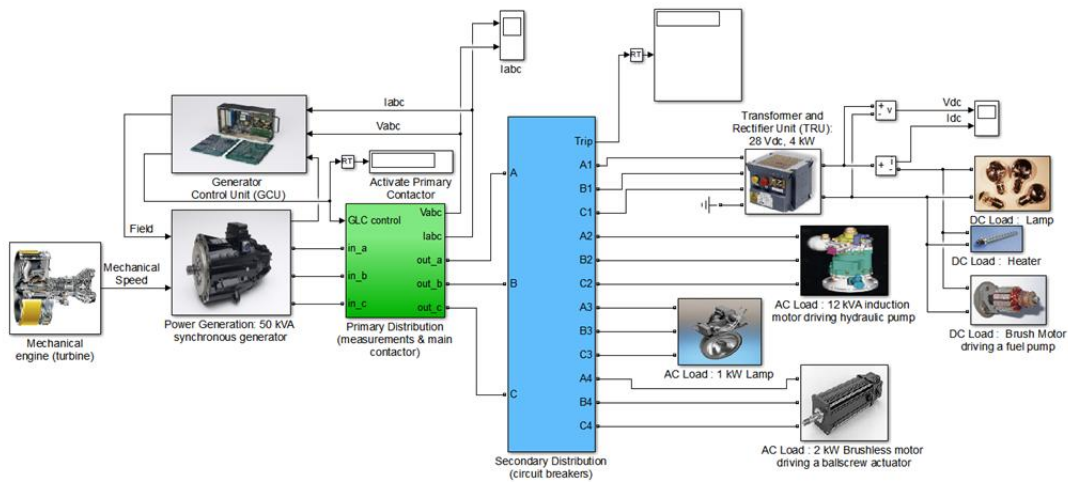 Iabc
Iabc
Vabc
Generator
Control Unit (GCU)
RT
Activate Primary
Contactor
Field
Mechanical
Speed
Mechanical
engine (turbine)
Power Generation: 50 kVA
synchronous generator
GLC control
in_a
in_b
in_c
Vabc
Iabc
out_a
out_b
out_c
Primary Distribution
(measurements & main
contactor)
A
B
C
Trip
A1
B1
C1
A2
B2
C2
A3
B3
C3
A4
B4
C4
Secondary Distribution
(circuit breakers)
RT
Transformer and
Rectifier Unit (TRU):
28 Vdc, 4 kW
+ v
-
+ I
-
Vdc
Idc
DC Load : Lamp
DC Load : Heater
DC Load : Brush Motor
driving a fuel pump
AC Load : 12 kVA induction
motor driving hydraulic pump
AC Load : 1 kW Lamp
AC Load : 2 kW Brushless motor
driving a ballscrew actuator